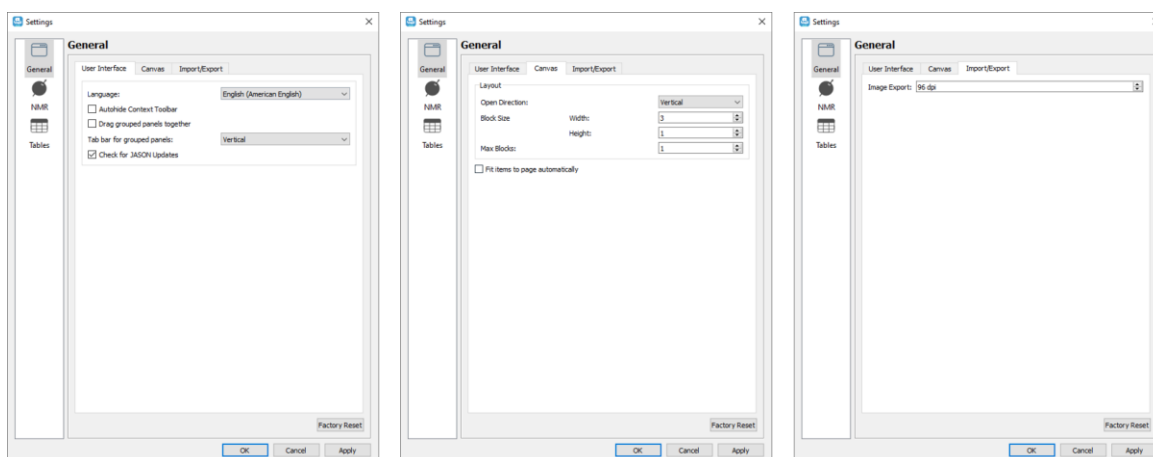 Settings
General
General
NMR
Tables
User Interface Canvas Import/Export
Language: English (American English)
Autohide Context Toolbar
Drag grouped panels together
Tab bar for grouped panels: Vertical
Check for JASON Updates
Factory Reset
OK Cancel Apply
Settings
General
General
NMR
Tables
User Interface Canvas Import/Export
Layout
Open Direction: Vertical
Block Size Width: 3
Height: 1
Max Blocks: 1
Fit items to page automatically
Factory Reset
OK Cancel Apply
Settings
General
General
NMR
Tables
User Interface Canvas Import/Export
Image Export: 96 dpi
Factory Reset
OK Cancel Apply